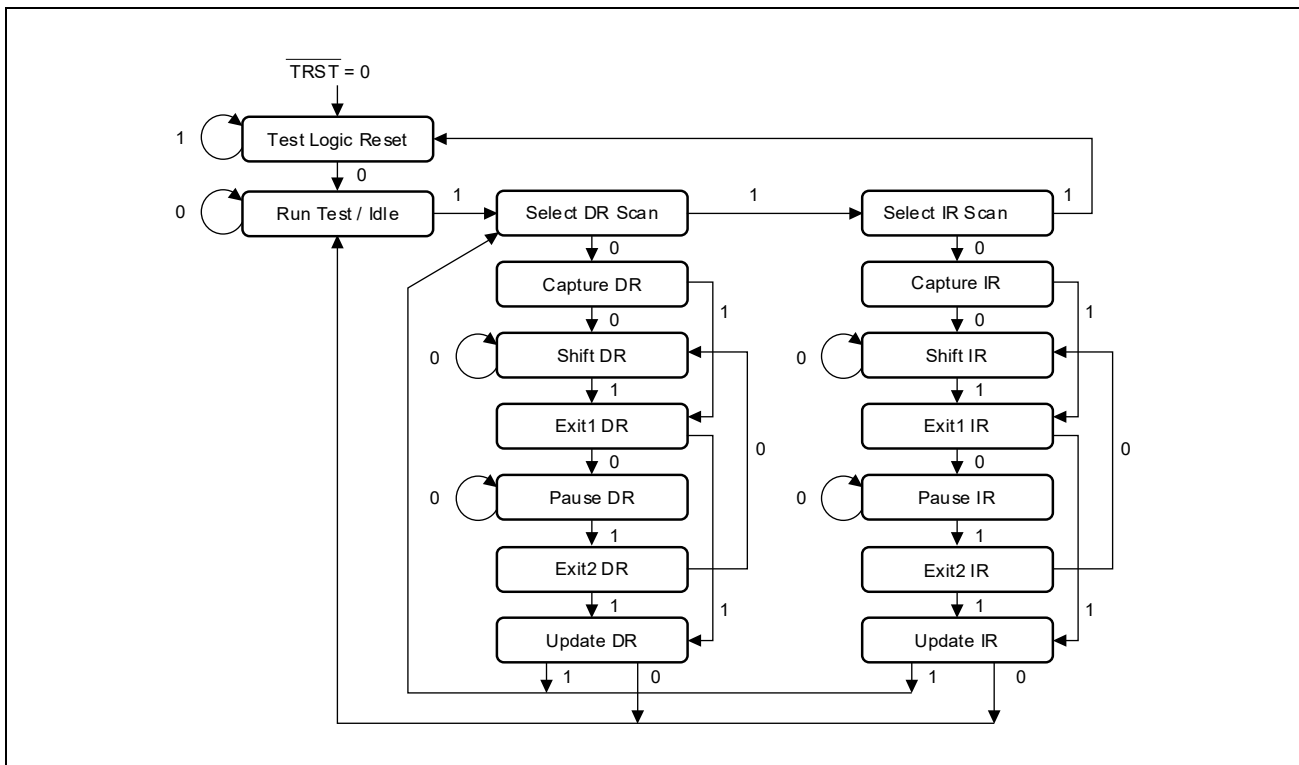 TRST = 0
1
Test Logic Reset
0
0
Run Test / Idle
1
Select DR Scan
1
Select IR Scan
1
0
0
Capture DR
1
Capture IR
1
0
0
0
Shift DR
0
Shift IR
1
1
Exit1 DR
Exit1 IR
0
0
0
0
0
Pause DR
0
Pause IR
1
1
Exit2 DR
Exit2 IR
1
1
1
1
Update DR
Update IR
1
0
1
0